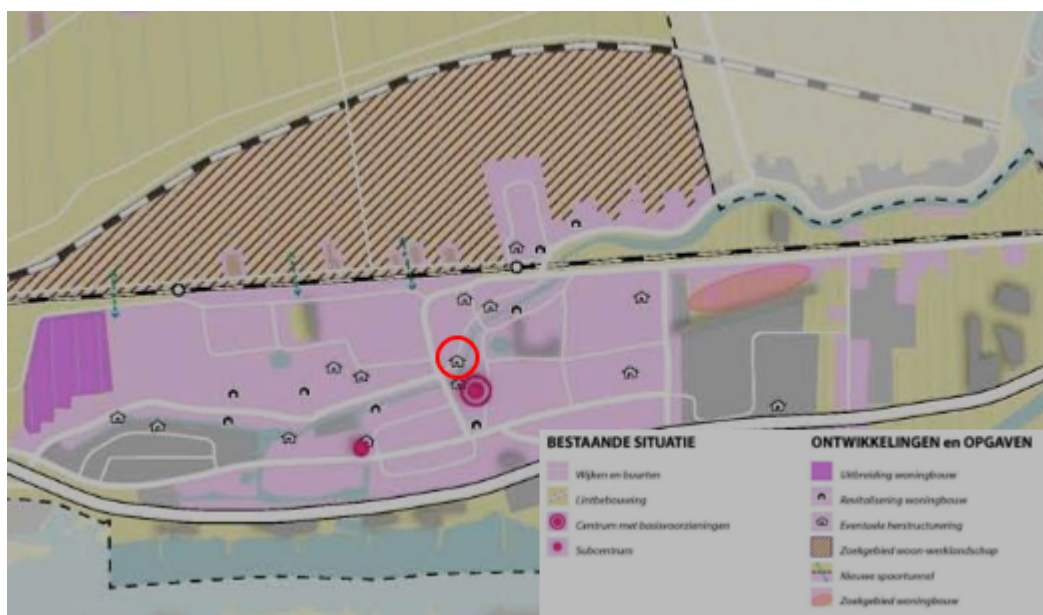 BESTAANDE SITUATIE
Wijken en buurten
Lintbebouwing
Centrum met basisvoorzieningen
Subcentrum
ONTWIKKELINGEN en OPGAVEN
Uitbreiding woningbouw
Revitalisering woningbouw
Eventuele herstructurering
Zoekgebied woon-werklandschap
Nieuwe spoortunnel
Zoekgebied woningbouw